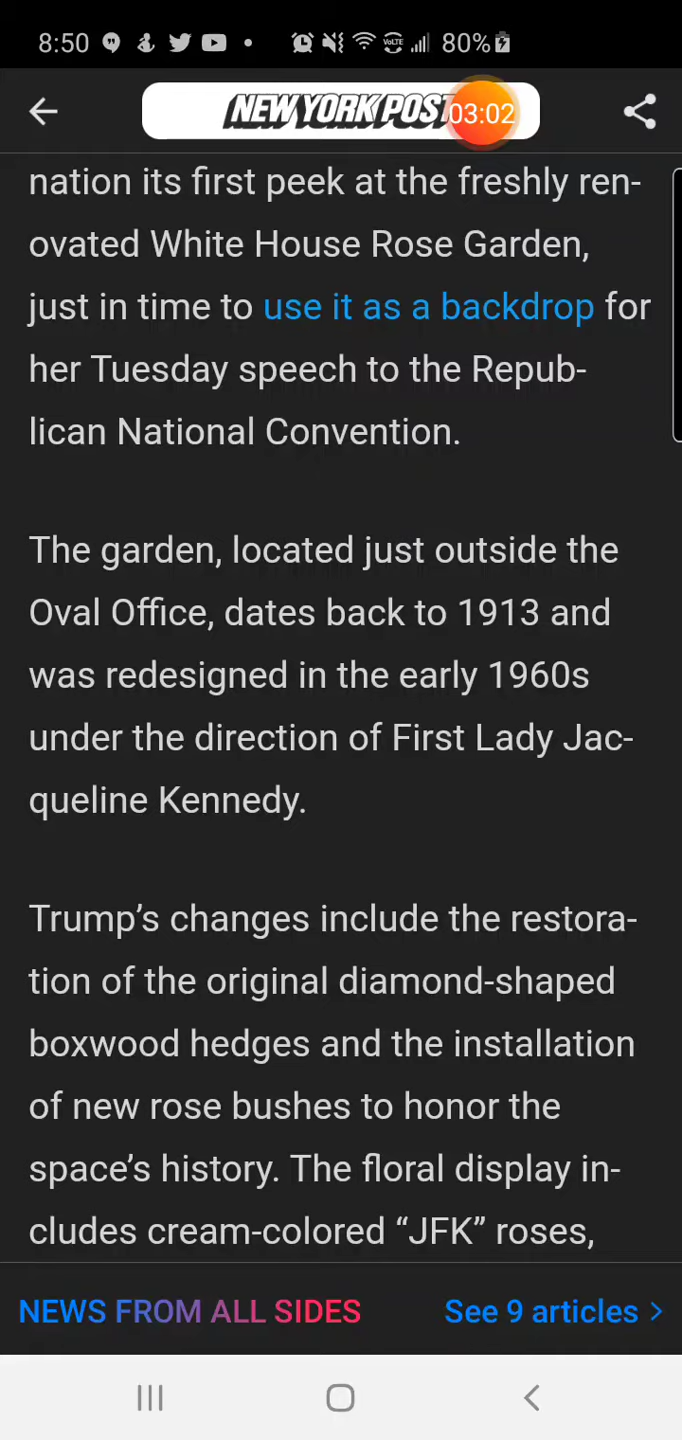 8:50
VoLTE
80%
NEW YORK POST
03:02
nation its first peek at the freshly ren-
ovated White House Rose Garden,
just in time to use it as a backdrop for
her Tuesday speech to the Repub-
lican National Convention.
The garden, located just outside the
Oval Office, dates back to 1913 and
was redesigned in the early 1960s
under the direction of First Lady Jac-
queline Kennedy.
Trump’s changes include the restora-
tion of the original diamond-shaped
boxwood hedges and the installation
of new rose bushes to honor the
space’s history. The floral display in-
cludes cream-colored “JFK” roses,
NEWS FROM ALL SIDES
See 9 articles >